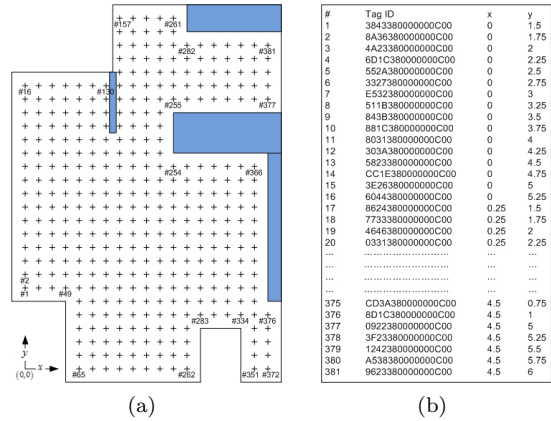 #157
#261
#282
#381
#16
#130
#255
#377
#254
#366
#2
#1
#49
#283
#334
#376
y
x
(0,0)
#65
#262
#351
#372
(a)
# Tag ID x y
1 3843380000000C00 0 1.5
2 8A36380000000C00 0 1.75
3 4A23380000000C00 0 2
4 6D1C380000000C00 0 2.25
5 552A380000000C00 0 2.5
6 3327380000000C00 0 2.75
7 E532380000000C00 0 3
8 511B380000000C00 0 3.25
9 843B380000000C00 0 3.5
10 881C380000000C00 0 3.75
11 8031380000000C00 0 4
12 303A380000000C00 0 4.25
13 5823380000000C00 0 4.5
14 CC1E380000000C00 0 4.75
15 3E26380000000C00 0 5
16 6044380000000C00 0 5.25
17 8624380000000C00 0.25 1.5
18 7733380000000C00 0.25 1.75
19 4646380000000C00 0.25 2
20 0331380000000C00 0.25 2.25
... ........................... ... ...
... ........................... ... ...
... ........................... ... ...
... ........................... ... ...
375 CD3A380000000C00 4.5 0.75
376 8D1C380000000C00 4.5 1
377 0922380000000C00 4.5 5
378 3F23380000000C00 4.5 5.25
379 1242380000000C00 4.5 5.5
380 A538380000000C00 4.5 5.75
381 9623380000000C00 4.5 6
(b)